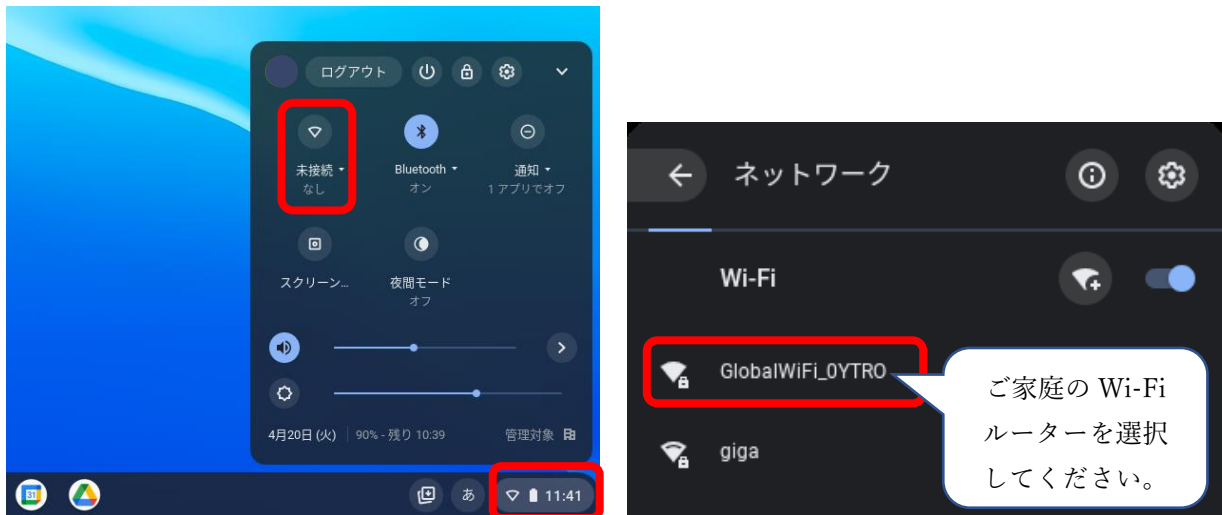 ログアウト
未接続 Bluetooth 通知
なし オン 1 アプリでオフ
スクリーン... 夜間モード
オフ
4月20日 (火) 90% - 残り 10:39 管理対象
31 あ 11:41
ネットワーク
Wi-Fi
GlobalWiFi_0YTRO
giga
ご家庭の Wi-Fi
ルーターを選択
してください。